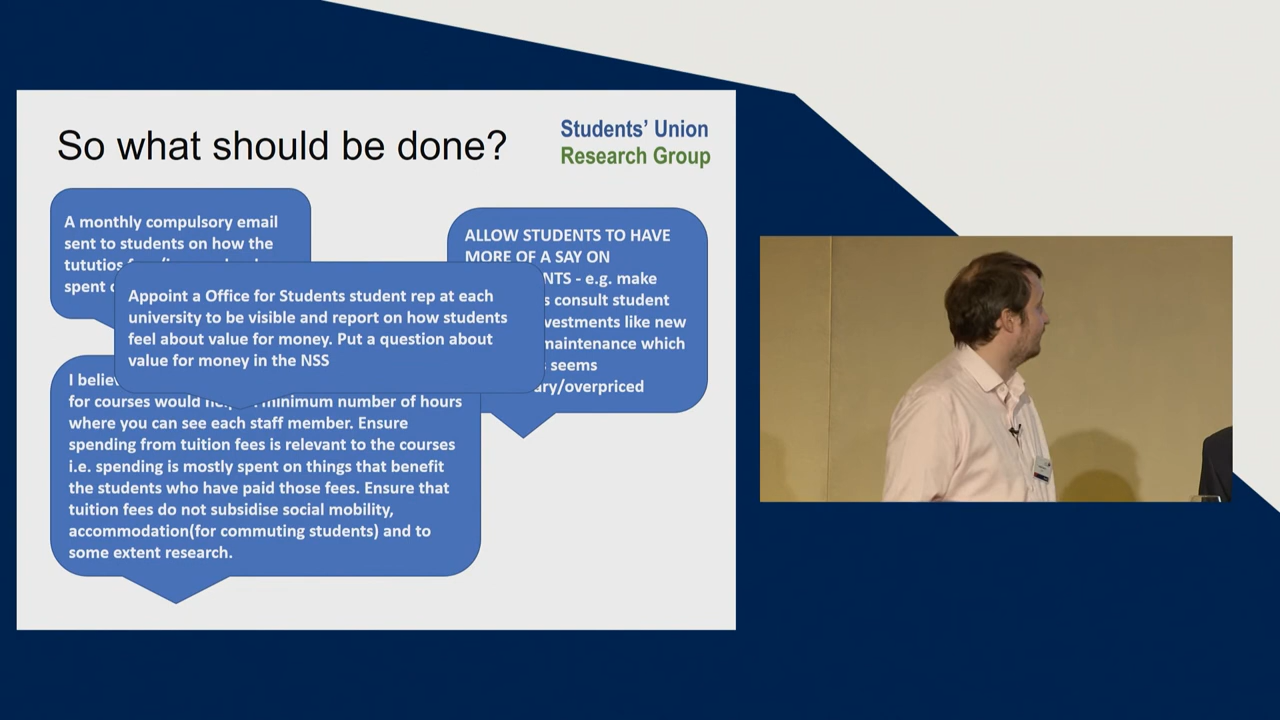 So what should be done?
Students' Union
Research Group
A monthly compulsory email
sent to students on how the
tututios
spent
ALLOW STUDENTS TO HAVE
MORE OF A SAY ON
- e.g. make
consult student
like new
maintenance which
seems
Appoint a Office for Students student rep at each
university to be visible and report on how students
feel about value for money. Put a question about
value for money in the NSS
I
for courses would minimum number of hours
where you can see each staff member. Ensure
spending from tuition fees is relevant to the courses
i.e. spending is mostly spent on things that benefit
the students who have paid those fees. Ensure that
tuition fees do not subsidise social mobility,
accommodation(for commuting students) and to
some extent research.